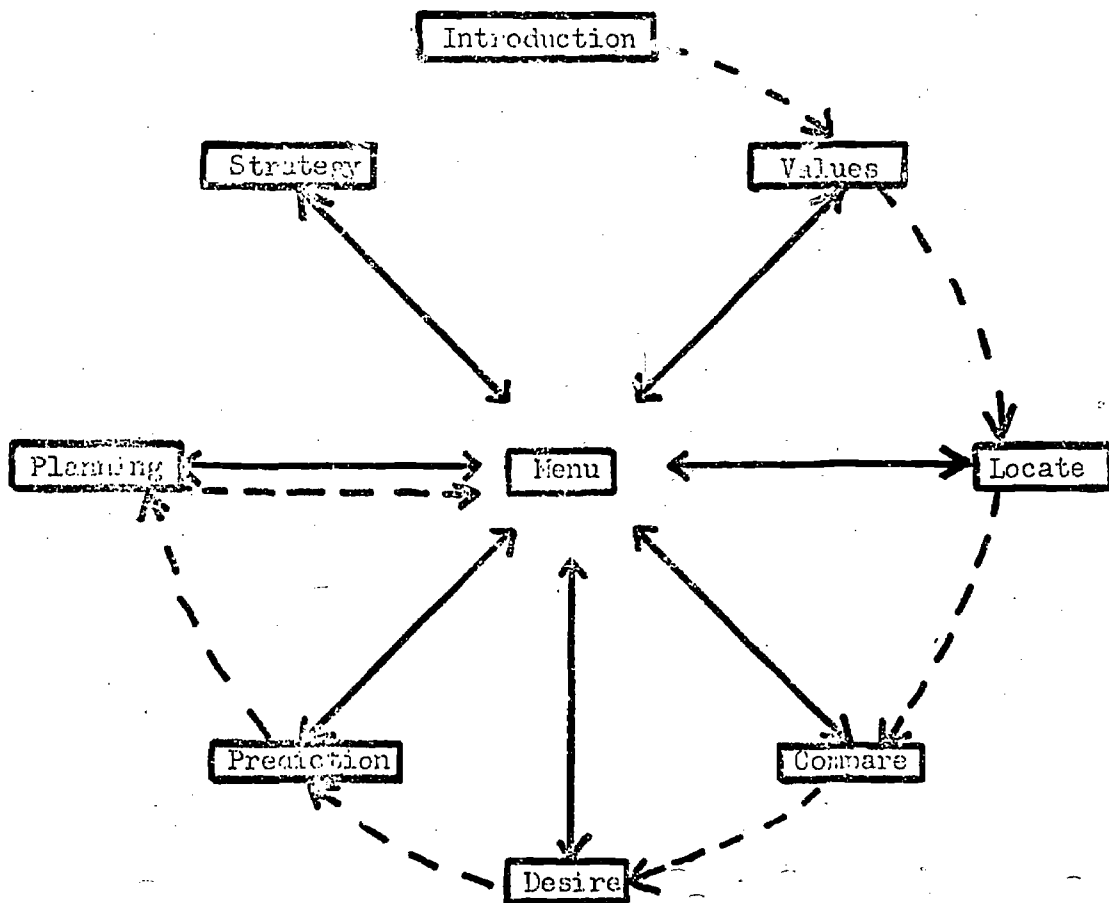 Introduction
Strategy
Values
Planning
Menu
Locate
Prediction
Compare
Desire